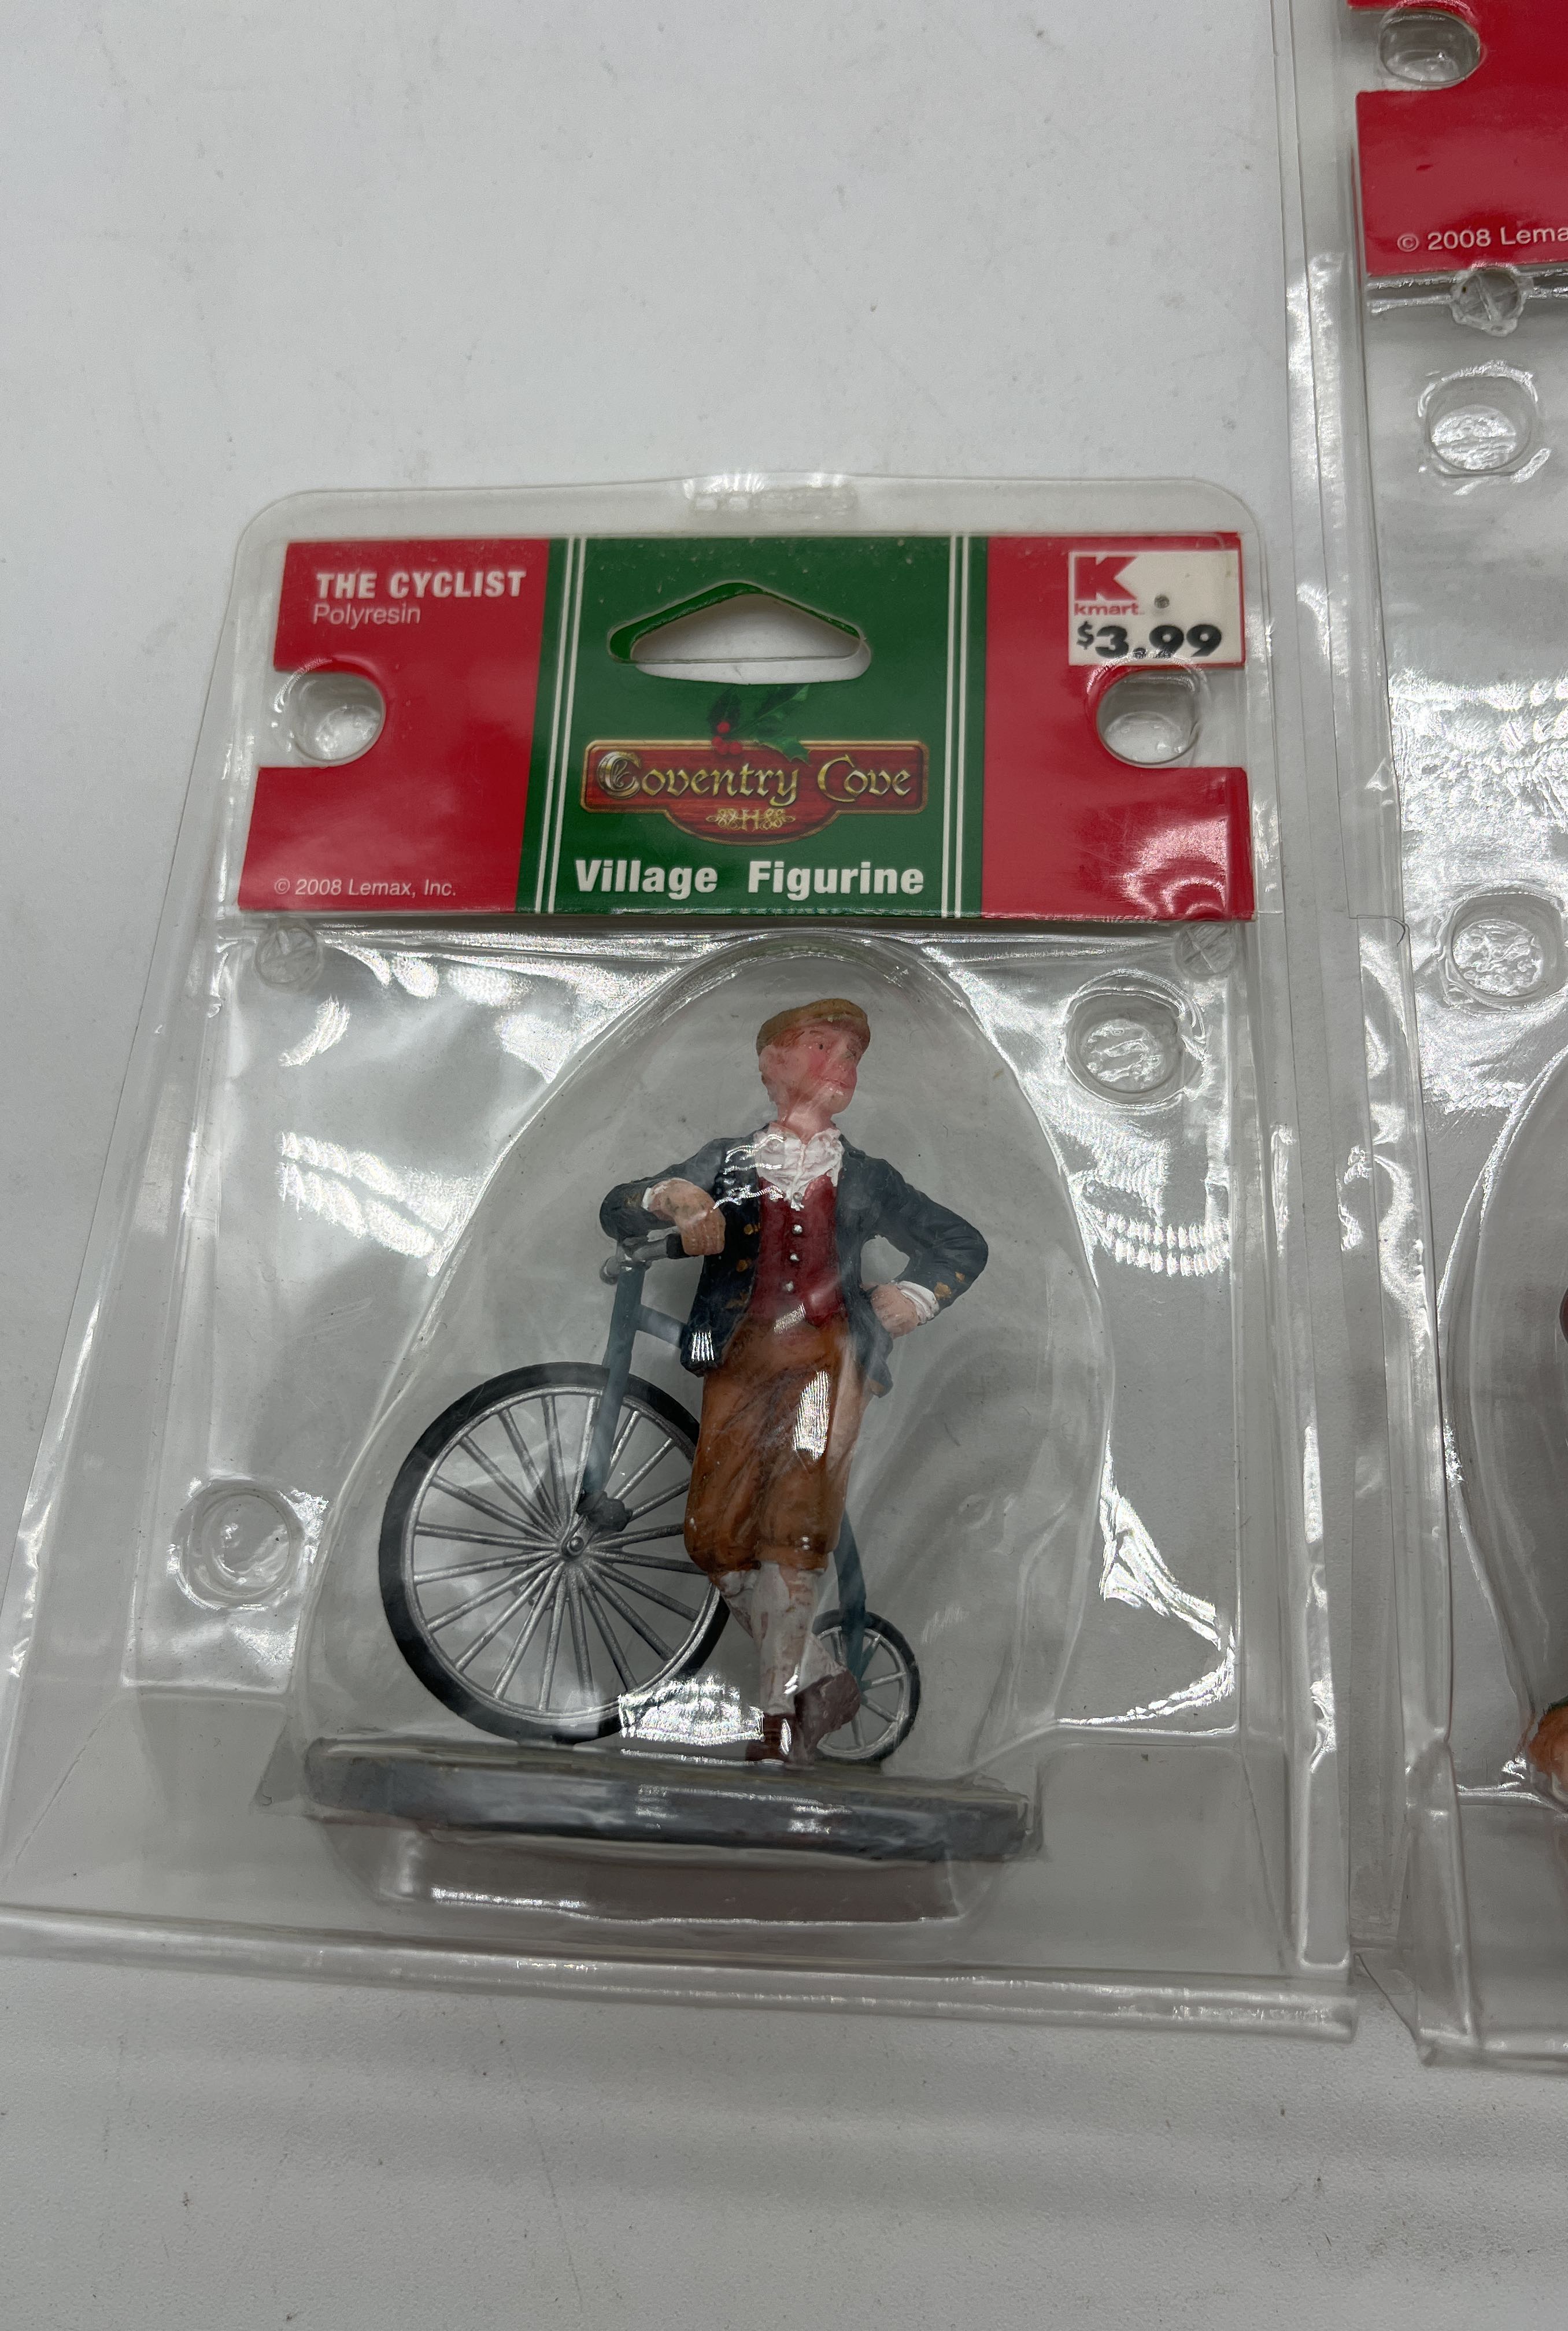 THE CYCLIST
Polyresin
K
kmart
$3.99
Coventry Cove
Village Figurine
© 2008 Lemax, Inc.
© 2008 Lema